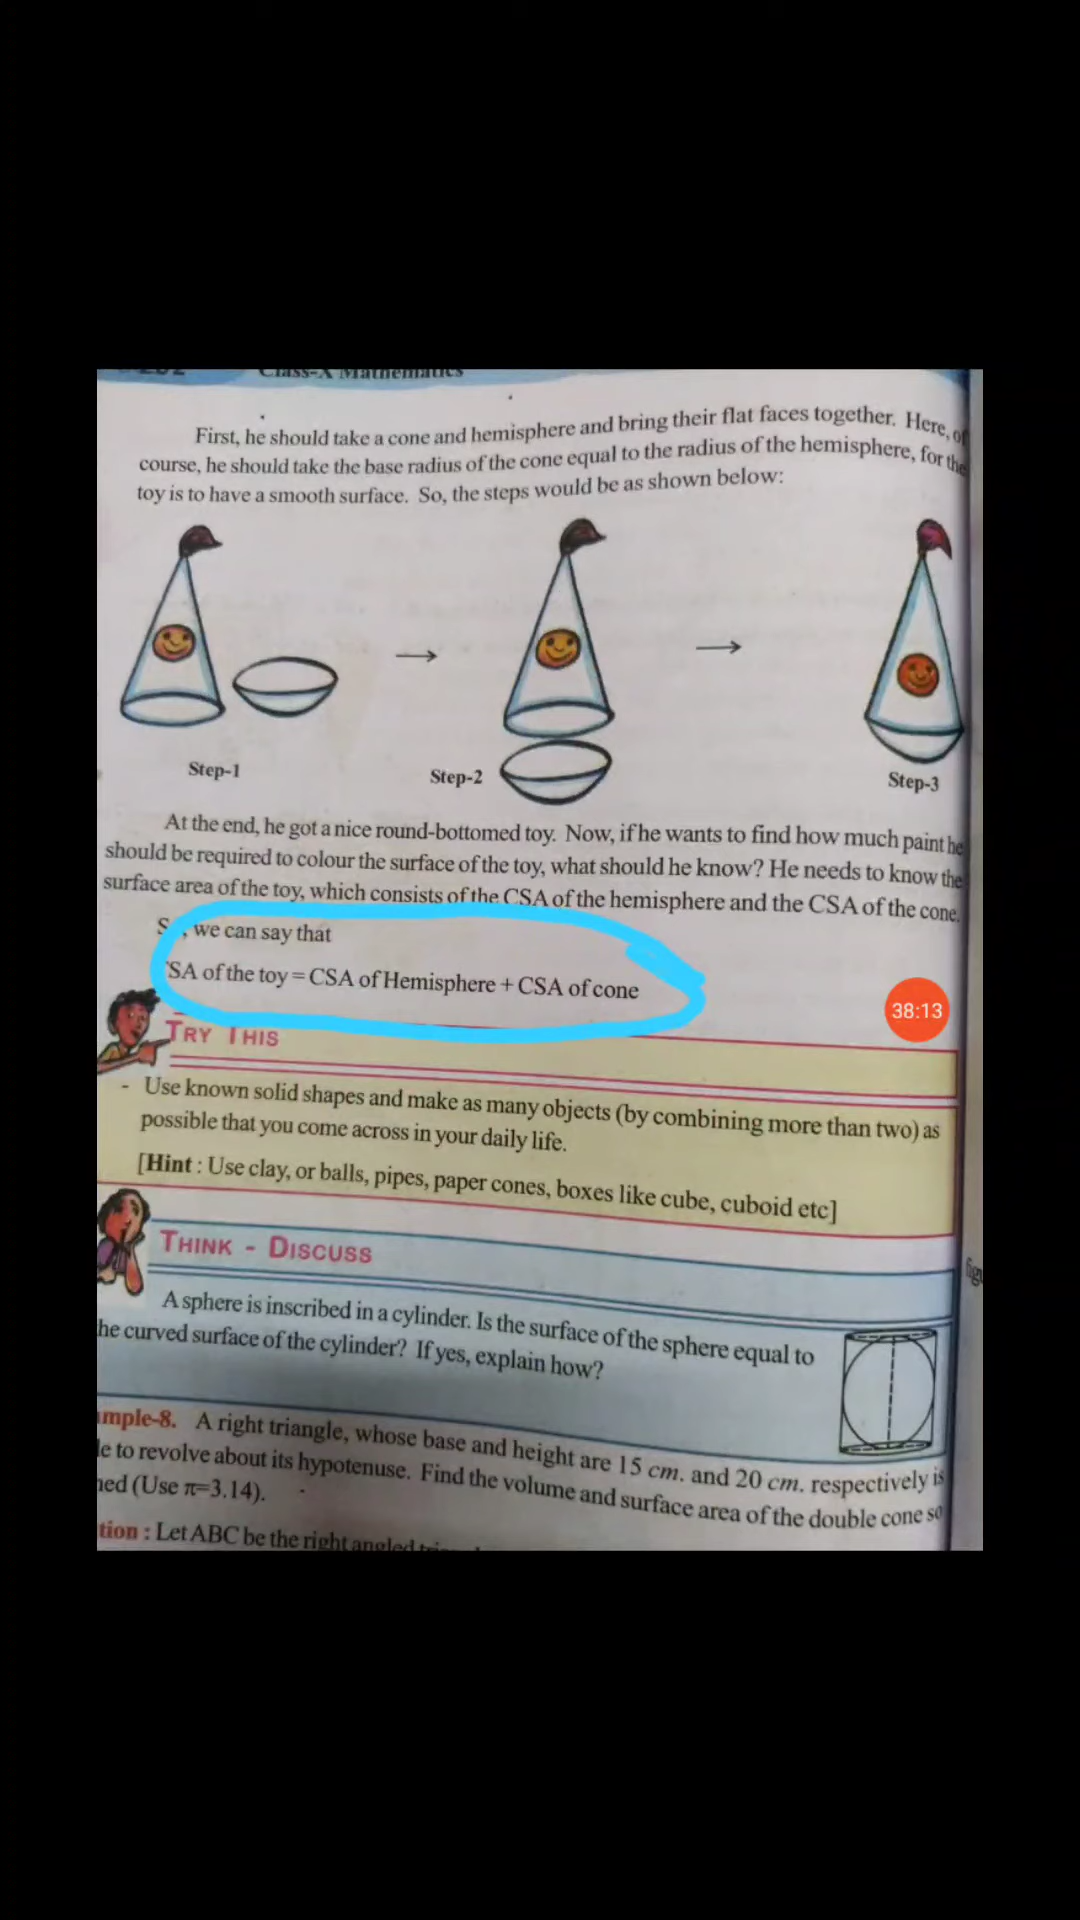 Class-X Mathematics
First, he should take a cone and hemisphere and bring their flat faces together. Here, of
course, he should take the base radius of the cone equal to the radius of the hemisphere, for the
toy is to have a smooth surface. So, the steps would be as shown below:
Step-1
Step-2
Step-3
At the end, he got a nice round-bottomed toy. Now, if he wants to find how much paint he
should be required to colour the surface of the toy, what should he know? He needs to know the
surface area of the toy, which consists of the CSA of the hemisphere and the CSA of the cone.
we can say that
SA of the toy = CSA of Hemisphere + CSA of cone
38:13
TRY THIS
- Use known solid shapes and make as many objects (by combining more than two) as
possible that you come across in your daily life.
[Hint : Use clay, or balls, pipes, paper cones, boxes like cube, cuboid etc]
THINK - DISCUSS
A sphere is inscribed in a cylinder. Is the surface of the sphere equal to
he curved surface of the cylinder? If yes, explain how?
mple-8. A right triangle, whose base and height are 15 cm. and 20 cm. respectively is
le to revolve about its hypotenuse. Find the volume and surface area of the double cone so
ned (Use π=3.14).
tion : Let ABC be the right angled